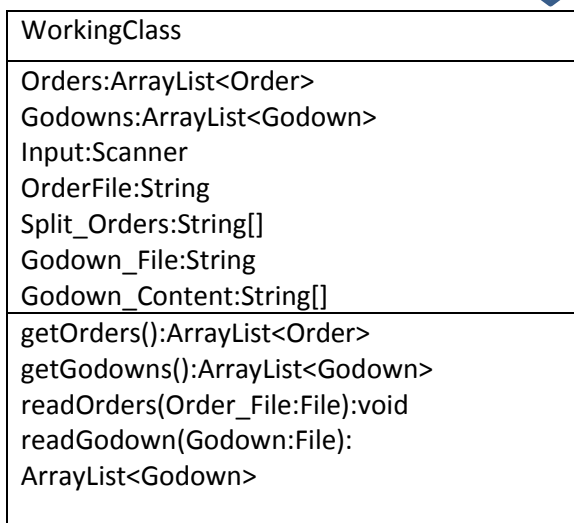 WorkingClass
Orders:ArrayList<Order>
Godowns:ArrayList<Godown>
Input:Scanner
OrderFile:String
Split_Orders:String[]
Godown_File:String
Godown_Content:String[]
getOrders():ArrayList<Order>
getGodowns():ArrayList<Godown>
readOrders(Order_File:File):void
readGodown(Godown:File):
ArrayList<Godown>